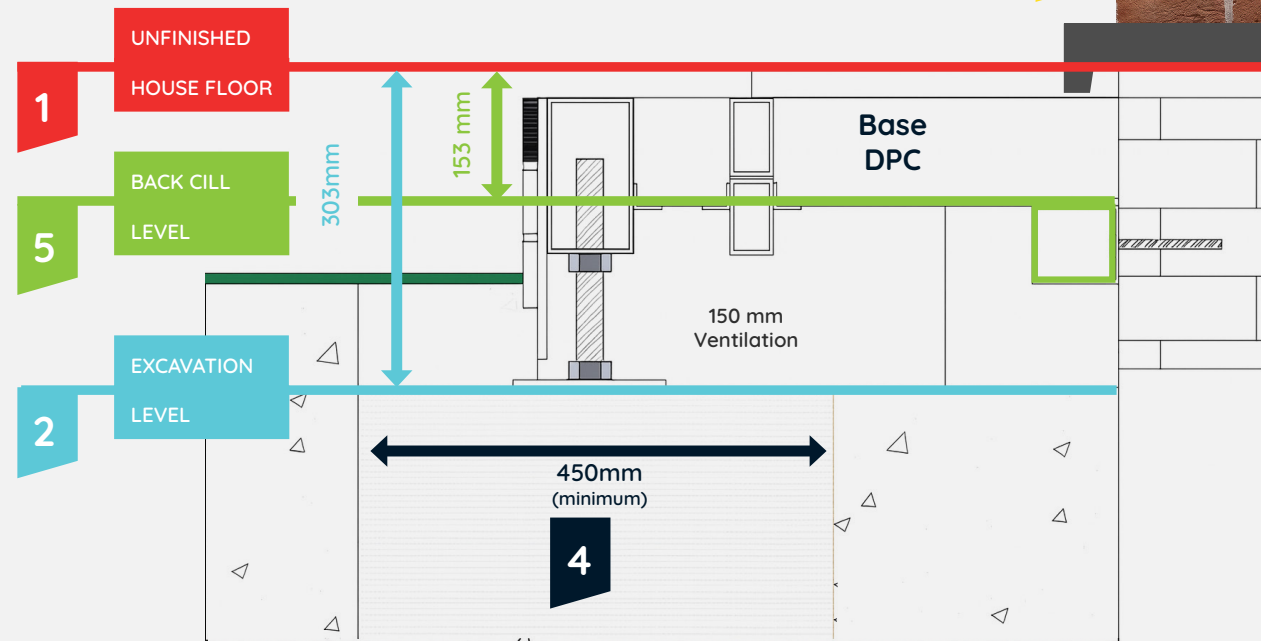 UNFINISHED
HOUSE FLOOR
1
303mm
153 mm
Base
DPC
BACK CILL
LEVEL
5
150 mm
Ventilation
EXCAVATION
LEVEL
2
450mm
(minimum)
4